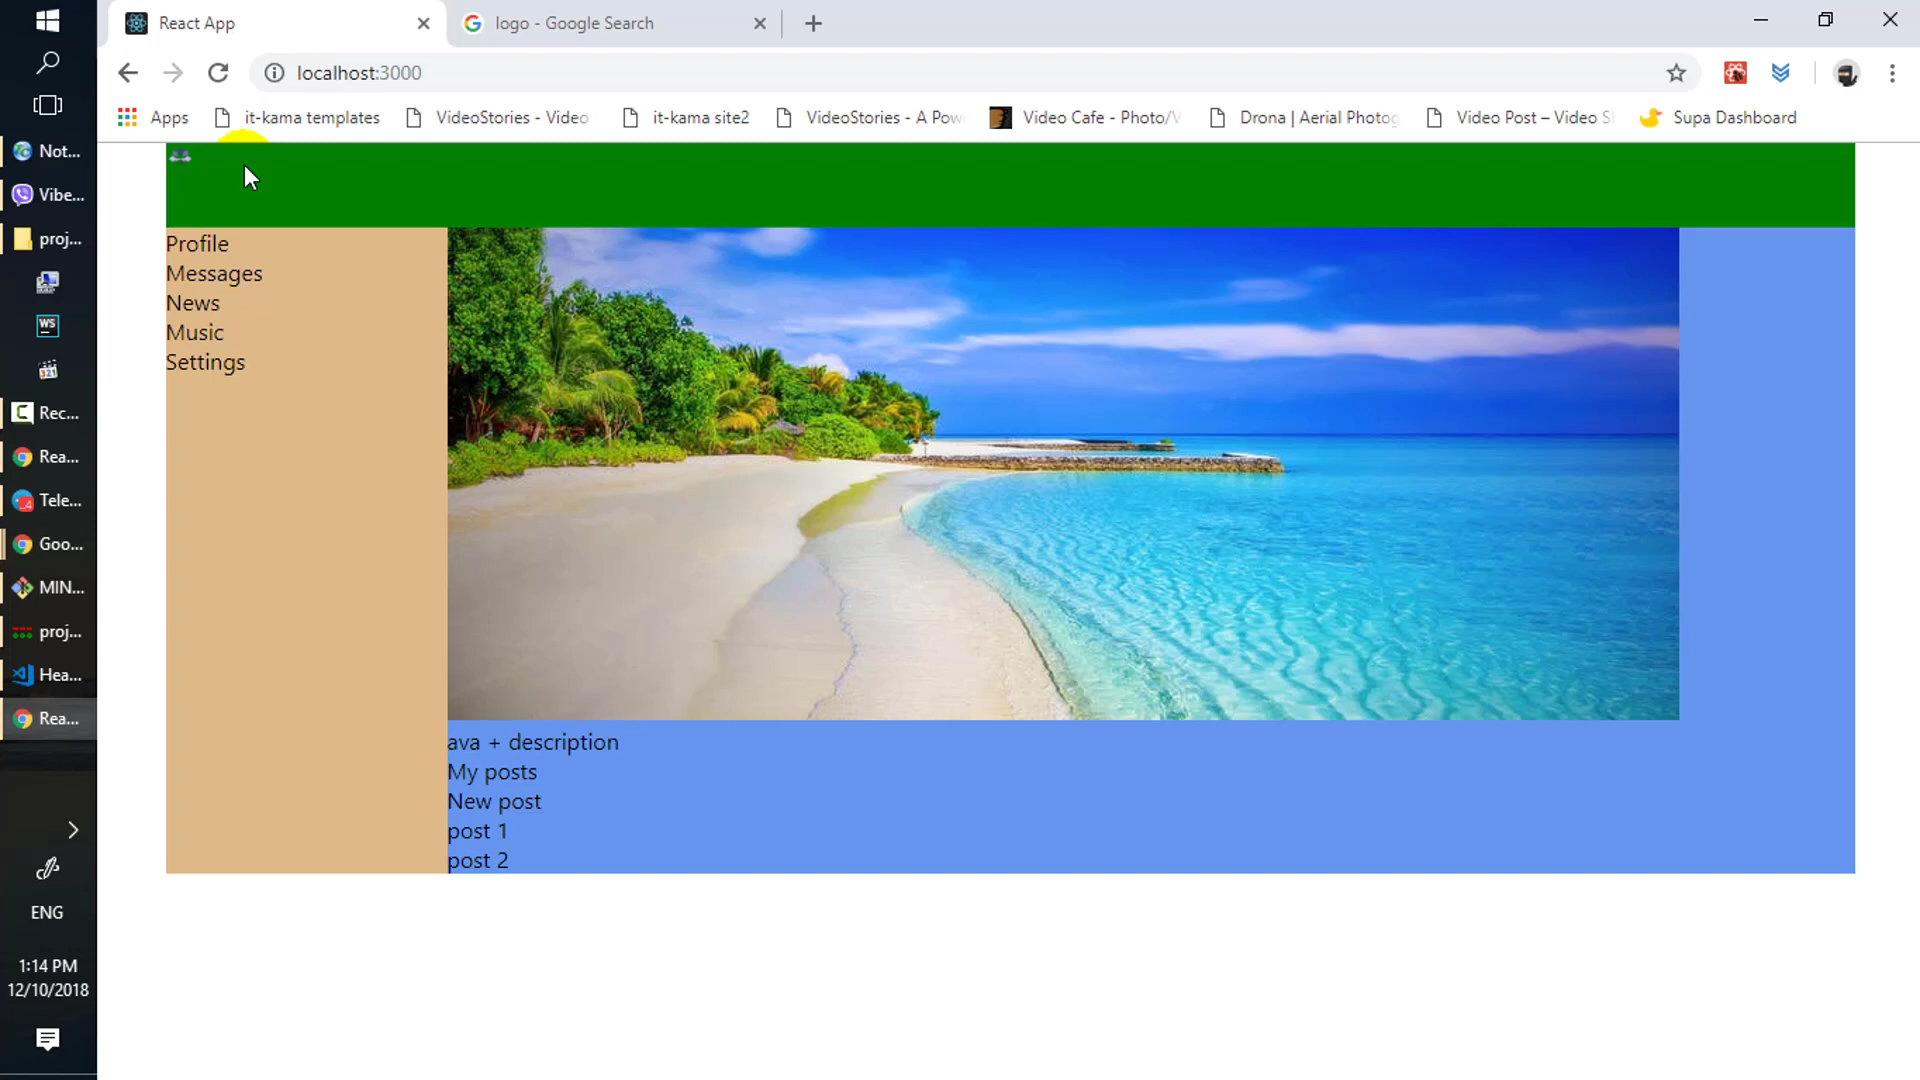 React App
logo - Google Search
localhost:3000
Apps
it-kama templates
VideoStories - Video
it-kama site2
VideoStories - A Pow
Video Cafe - Photo/V
Drona | Aerial Photog
Video Post – Video S
Supa Dashboard
Not...
Vibe...
proj...
WS
321
Rec...
Rea...
Tele...
4
Goo...
MIN...
proj...
Hea...
Rea...
ENG
1:14 PM
12/10/2018
Profile
Messages
News
Music
Settings
ava + description
My posts
New post
post 1
post 2